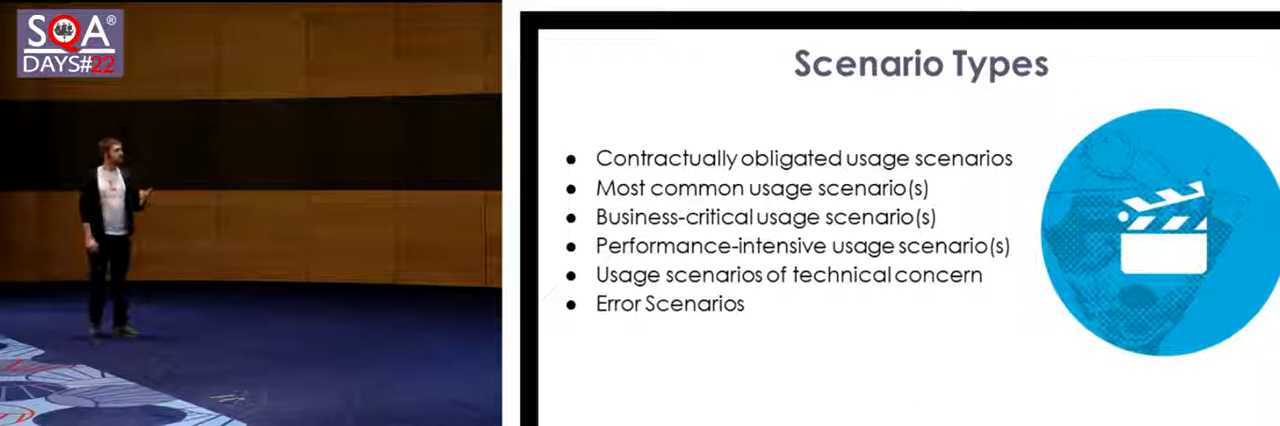 SQA®
DAYS#22
Scenario Types
● Contractually obligated usage scenarios
● Most common usage scenario(s)
● Business-critical usage scenario(s)
● Performance-intensive usage scenario(s)
● Usage scenarios of technical concern
● Error Scenarios